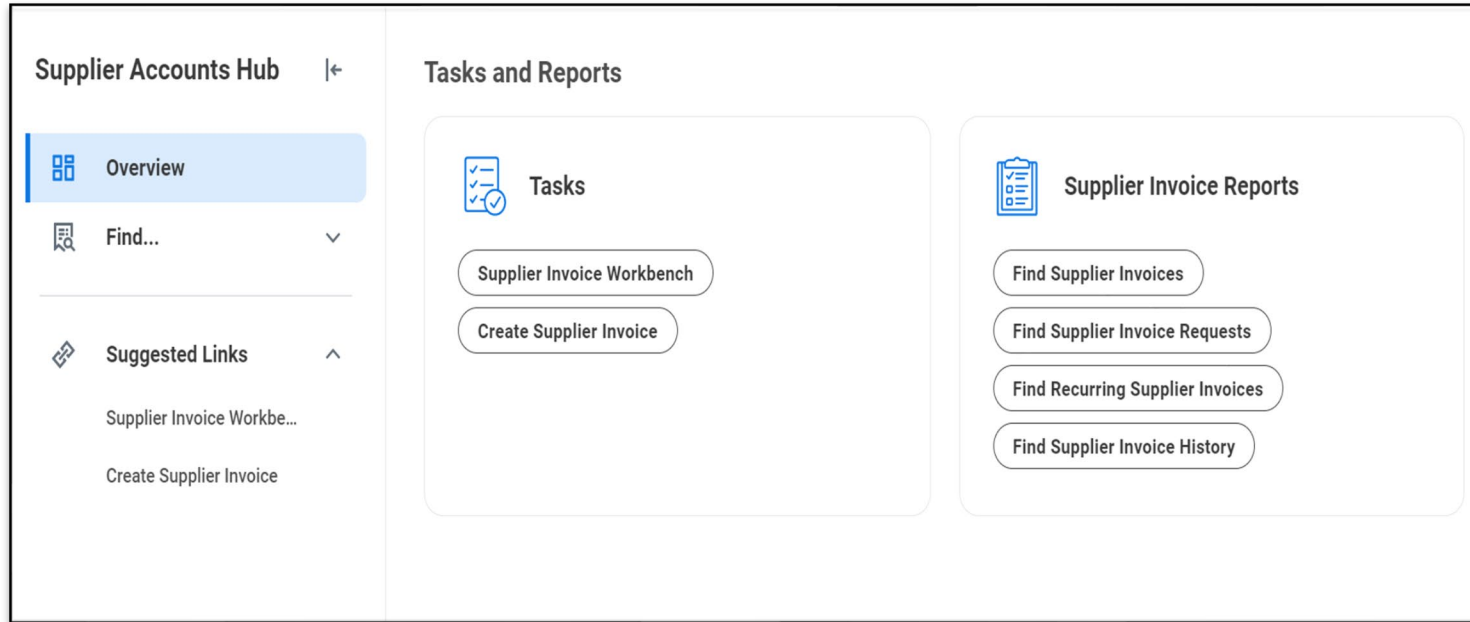 Supplier Accounts Hub
Overview
Find...
Suggested Links
Supplier Invoice Workbe...
Create Supplier Invoice
Tasks and Reports
Tasks
Supplier Invoice Workbench
Create Supplier Invoice
Supplier Invoice Reports
Find Supplier Invoices
Find Supplier Invoice Requests
Find Recurring Supplier Invoices
Find Supplier Invoice History